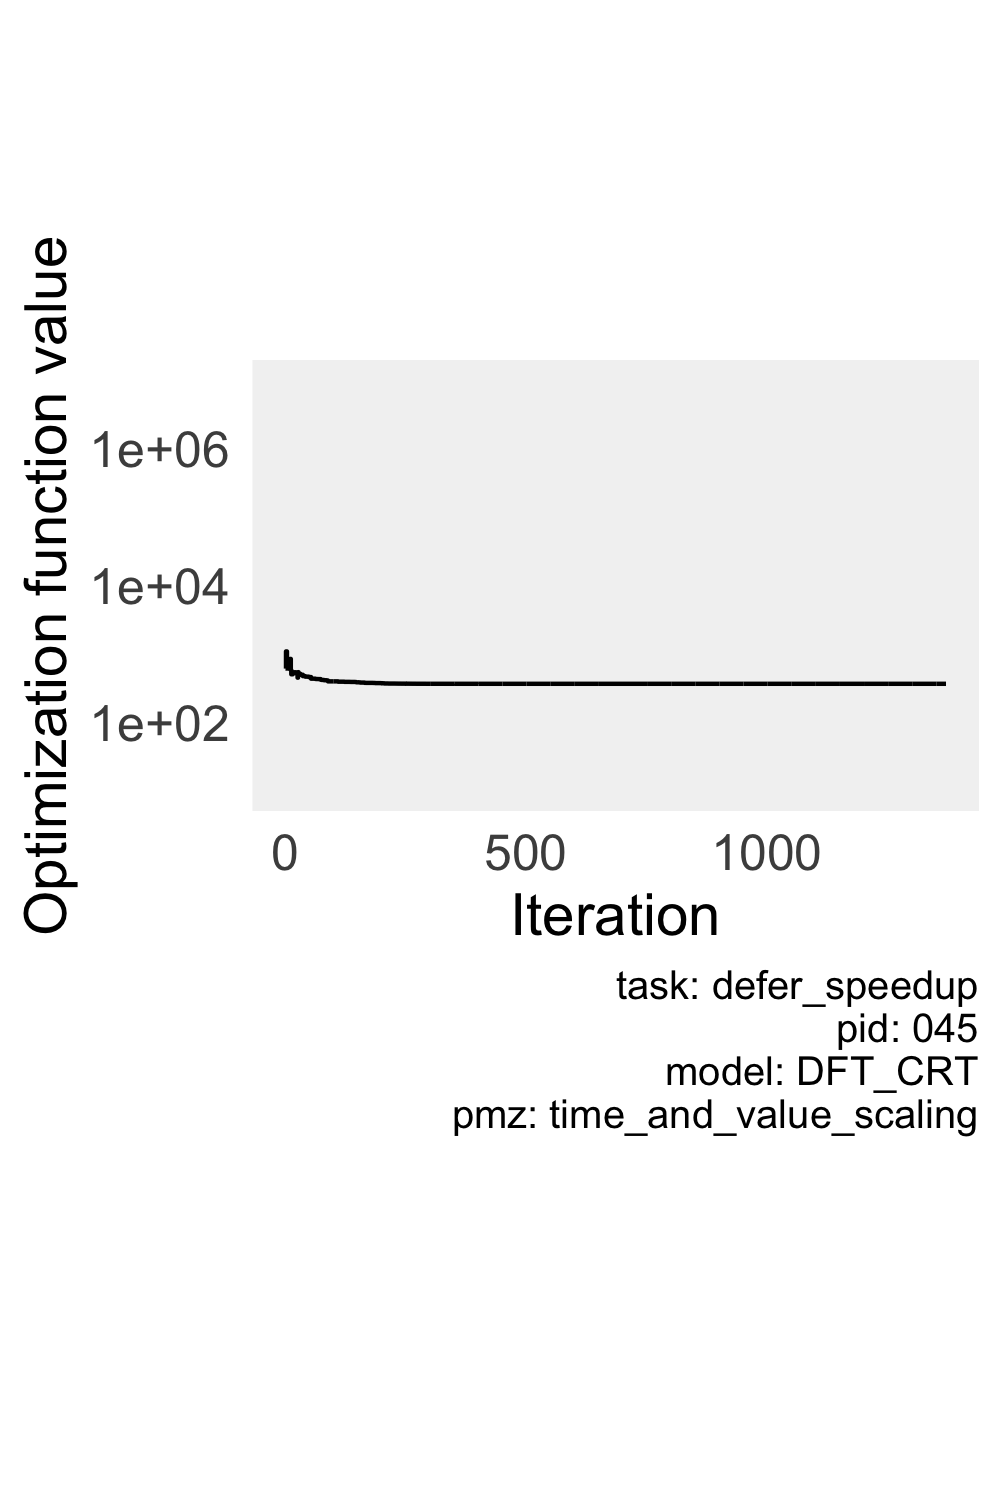 Optimization function value
1e+06
1e+04
1e+02
0 500 1000
Iteration
task: defer_speedup
pid: 045
model: DFT_CRT
pmz: time_and_value_scaling